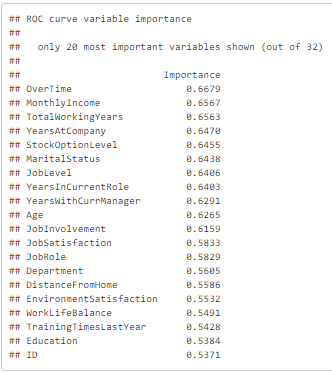 ## ROC curve variable importance
##
##   only 20 most important variables shown (out of 32)
##
##                          Importance
## OverTime                     0.6679
## MonthlyIncome                0.6567
## TotalWorkingYears            0.6563
## YearsAtCompany               0.6470
## StockOptionLevel             0.6455
## MaritalStatus                0.6438
## JobLevel                     0.6406
## YearsInCurrentRole           0.6403
## YearsWithCurrManager         0.6291
## Age                          0.6265
## JobInvolvement               0.6159
## JobSatisfaction              0.5833
## JobRole                      0.5829
## Department                   0.5605
## DistanceFromHome             0.5586
## EnvironmentSatisfaction      0.5532
## WorkLifeBalance              0.5491
## TrainingTimesLastYear        0.5428
## Education                    0.5384
## ID                           0.5371